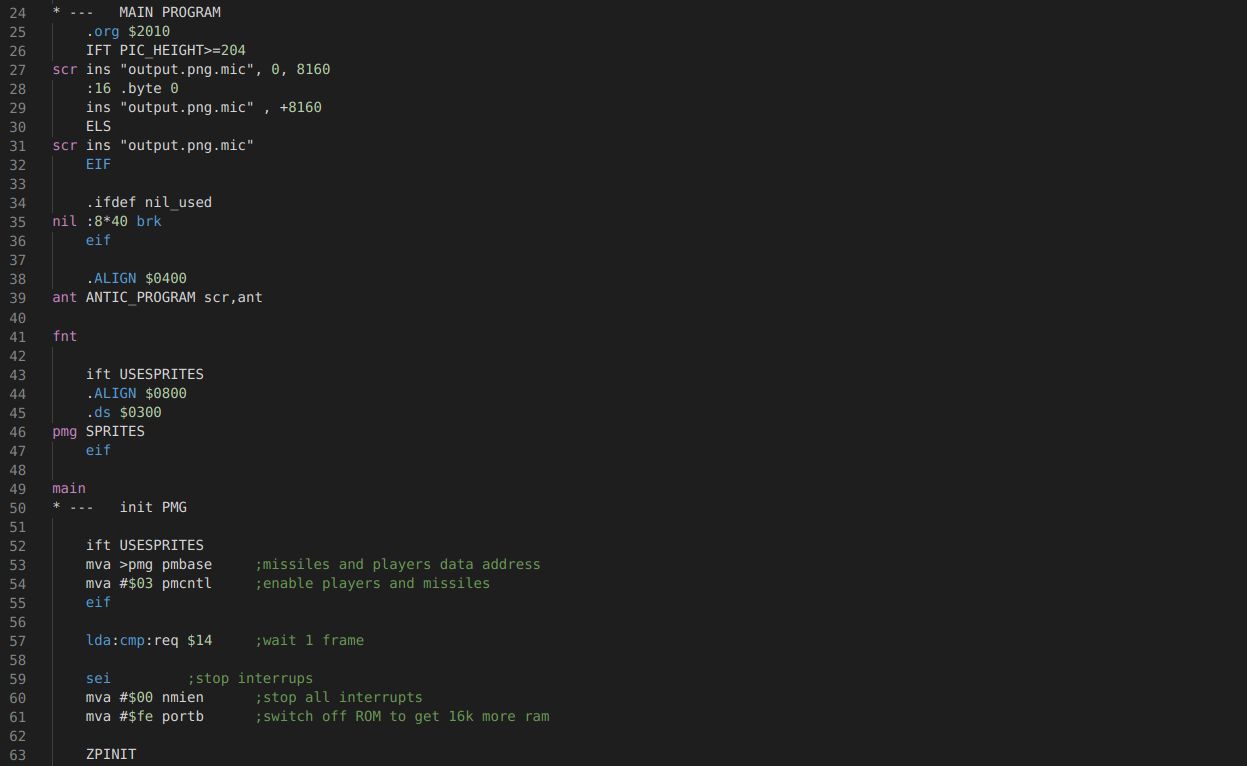 24 * ---   MAIN PROGRAM
25     .org $2010
26     IFT PIC_HEIGHT>=204
27 scr ins "output.png.mic", 0, 8160
28     :16 .byte 0
29     ins "output.png.mic" , +8160
30     ELS
31 scr ins "output.png.mic"
32     EIF
33
34     .ifdef nil_used
35 nil :8*40 brk
36     eif
37
38     .ALIGN $0400
39 ant ANTIC_PROGRAM scr,ant
40
41 fnt
42
43     ift USESPRITES
44     .ALIGN $0800
45     .ds $0300
46 pmg SPRITES
47     eif
48
49 main
50 * ---   init PMG
51
52     ift USESPRITES
53     mva >pmg pmbase     ;missiles and players data address
54     mva #$03 pmcntl     ;enable players and missiles
55     eif
56
57     lda:cmp:req $14     ;wait 1 frame
58
59     sei         ;stop interrups
60     mva #$00 nmien      ;stop all interrupts
61     mva #$fe portb      ;switch off ROM to get 16k more ram
62
63     ZPINIT